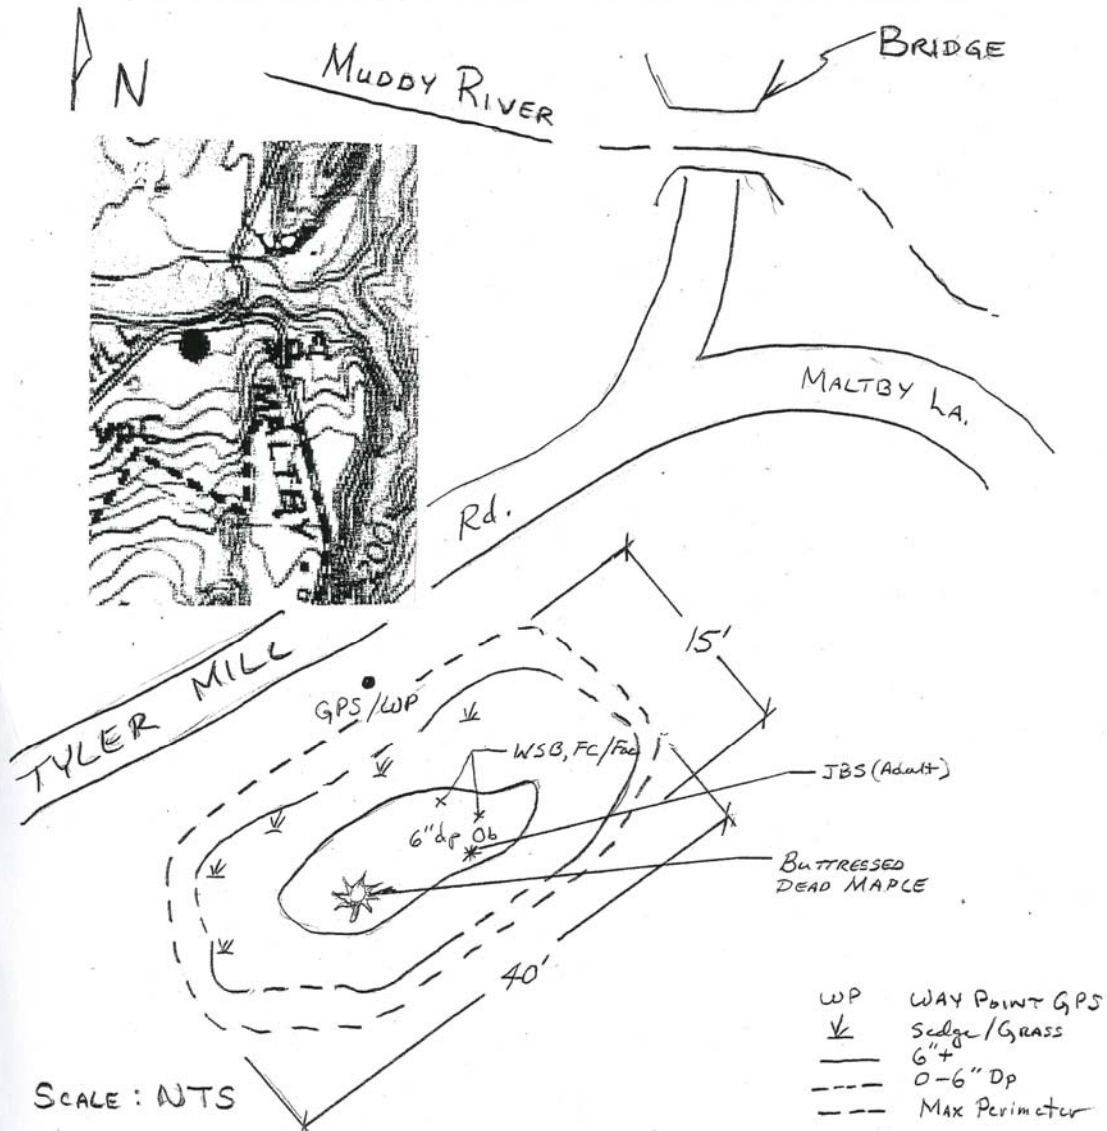 N
MUDDY RIVER
BRIDGE
MALTBY
MALTBY LA.
Rd.
15'
TYLER MILL
GPS/WP
WSB, FC/Fac
JBS (Adult)
6" dp Ob
BUTTRESSED
DEAD MAPLE
40'
WP WAY POINT GPS
Sedge/GRASS
6"+
0-6" Dp
MAX Perimeter
SCALE: NTS